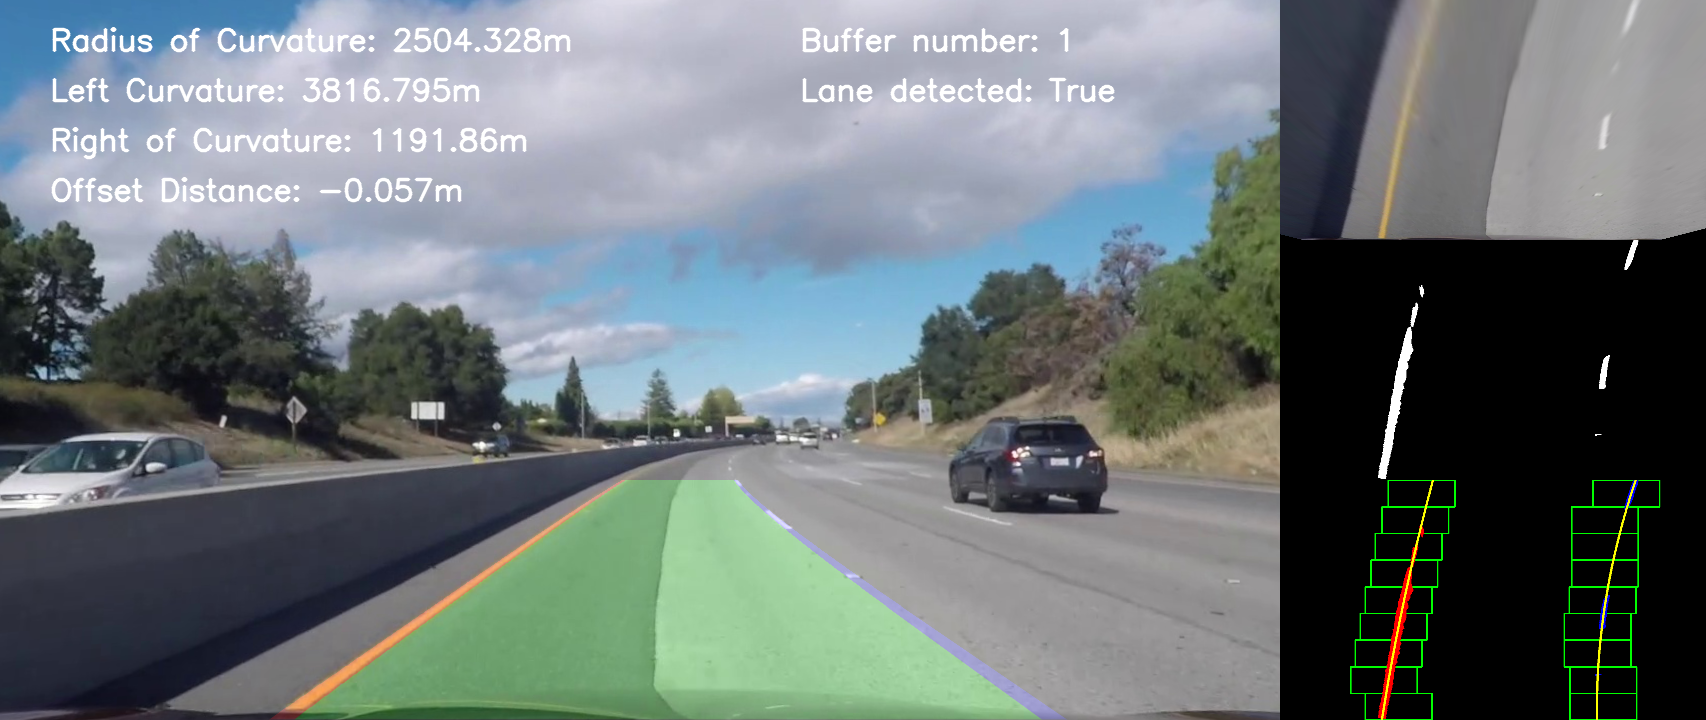 Radius of Curvature: 2504.328m
Left Curvature: 3816.795m
Right of Curvature: 1191.86m
Offset Distance: −0.057m
Buffer number: 1
Lane detected: True